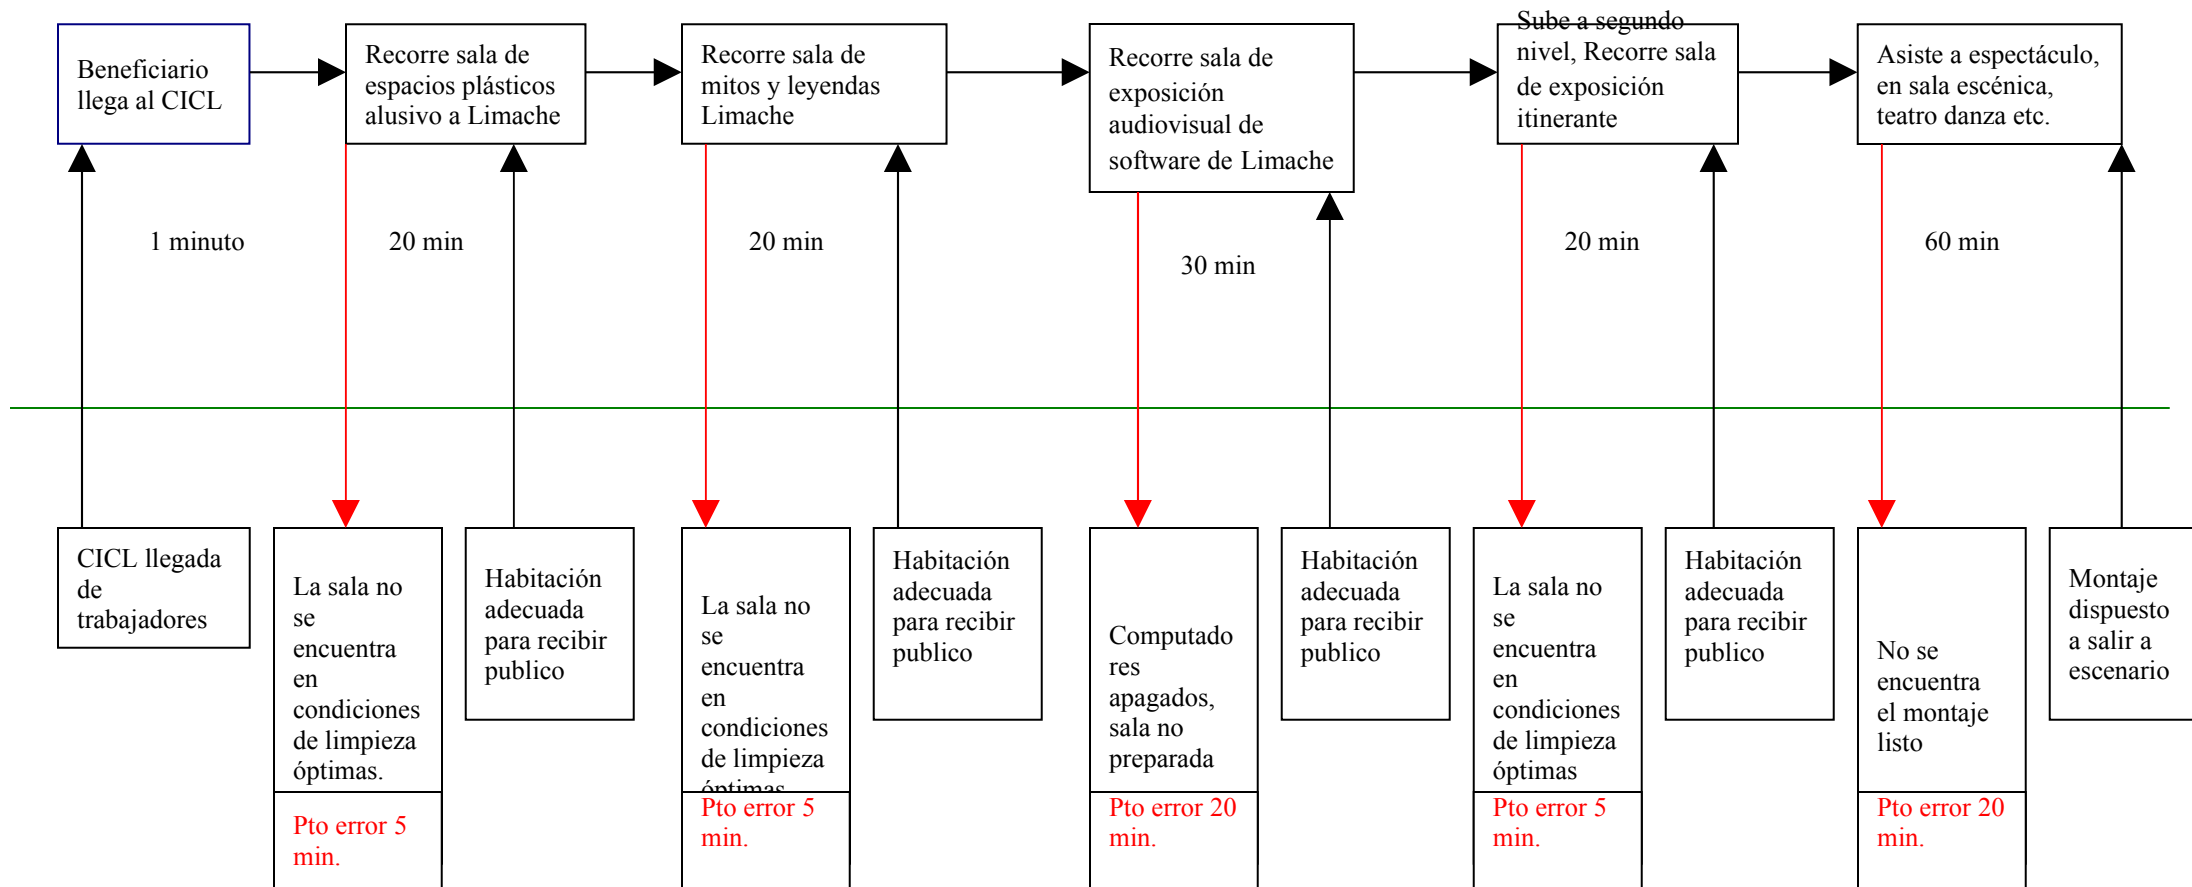 Beneficiario
llega al CICL
Recorre sala de
espacios plásticos
alusivo a Limache
Recorre sala de
mitos y leyendas
Limache
Recorre sala de
exposición
audiovisual de
software de Limache
Sube a segundo
nivel, Recorre sala
de exposición
itinerante
Asiste a espectáculo,
en sala escénica,
teatro danza etc.
1 minuto
20 min
20 min
30 min
20 min
60 min
CICL llegada
de
trabajadores
La sala no
se
encuentra
en
condiciones
de limpieza
óptimas.
Pto error 5
min.
Habitación
adecuada
para recibir
publico
La sala no
se
encuentra
en
condiciones
de limpieza
óptimas
Pto error 5
min.
Habitación
adecuada
para recibir
publico
Computado
res
apagados,
sala no
preparada
Pto error 20
min.
Habitación
adecuada
para recibir
publico
La sala no
se
encuentra
en
condiciones
de limpieza
óptimas
Pto error 5
min.
Habitación
adecuada
para recibir
publico
No se
encuentra
el montaje
listo
Pto error 20
min.
Montaje
dispuesto
a salir a
escenario